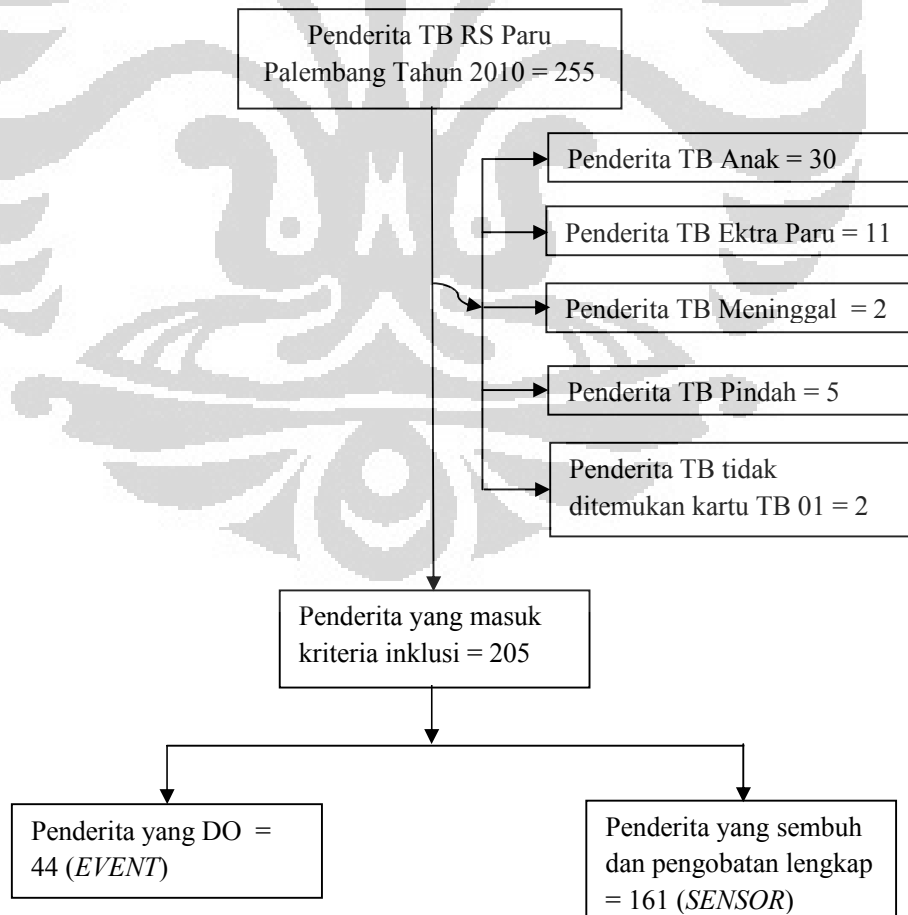 Penderita TB RS Paru
Palembang Tahun 2010 = 255
Penderita TB Anak = 30
Penderita TB Ektra Paru = 11
Penderita TB Meninggal = 2
Penderita TB Pindah = 5
Penderita TB tidak
ditemukan kartu TB 01 = 2
Penderita yang masuk
kriteria inklusi = 205
Penderita yang DO =
44 (EVENT)
Penderita yang sembuh
dan pengobatan lengkap
= 161 (SENSOR)